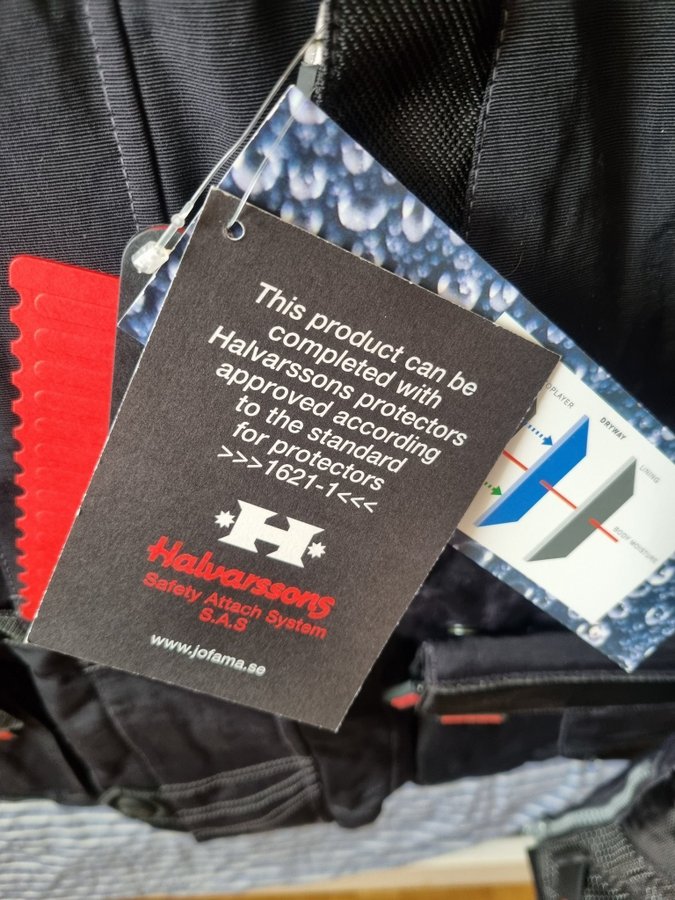 This product can be
completed with
Halvarssons protectors
approved according
to the standard
for protectors
>>>1621-1<<<
H
Halvarssons
Safety Attach System
S.A.S
www.jofama.se
DRYWAY
LINING
BODY MOISTURE